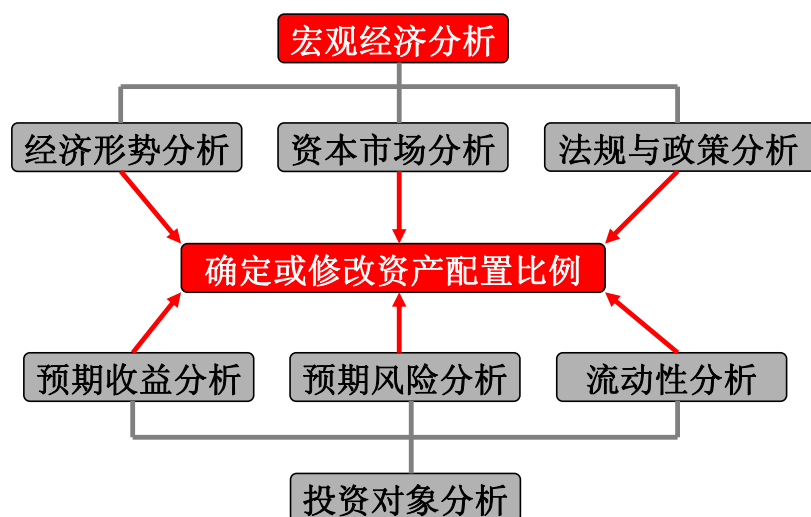 宏观经济分析
经济形势分析
资本市场分析
法规与政策分析
确定或修改资产配置比例
预期收益分析
预期风险分析
流动性分析
投资对象分析